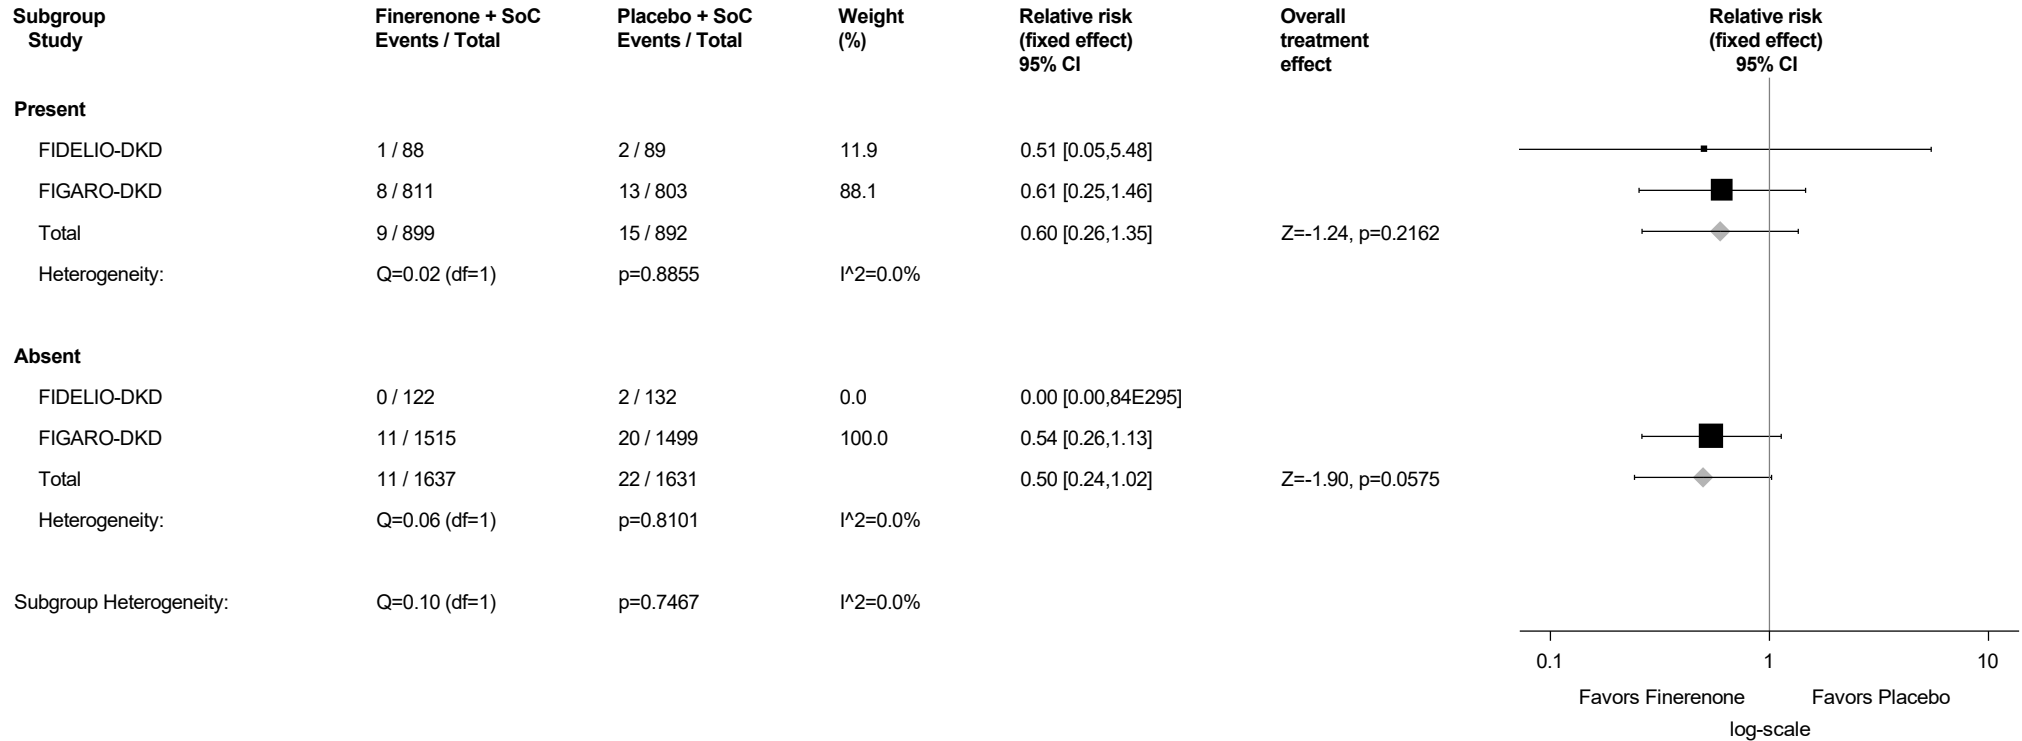 Subgroup Finerenone + SoC Placebo + SoC Weight Relative risk Overall Relative risk
Study Events / Total Events / Total (%) (fixed effect) treatment (fixed effect)
95% CI effect 95% CI
Present
FIDELIO-DKD 1 / 88 2 / 89 11.9 0.51 [0.05,5.48]
FIGARO-DKD 8 / 811 13 / 803 88.1 0.61 [0.25,1.46]
Total 9 / 899 15 / 892 0.60 [0.26,1.35] Z=-1.24, p=0.2162
Heterogeneity: Q=0.02 (df=1) p=0.8855 I^2=0.0%
Absent
FIDELIO-DKD 0 / 122 2 / 132 0.0 0.00 [0.00,84E295]
FIGARO-DKD 11 / 1515 20 / 1499 100.0 0.54 [0.26,1.13]
Total 11 / 1637 22 / 1631 0.50 [0.24,1.02] Z=-1.90, p=0.0575
Heterogeneity: Q=0.06 (df=1) p=0.8101 I^2=0.0%
Subgroup Heterogeneity: Q=0.10 (df=1) p=0.7467 I^2=0.0%
0.1 1 10
Favors Finerenone Favors Placebo
log-scale